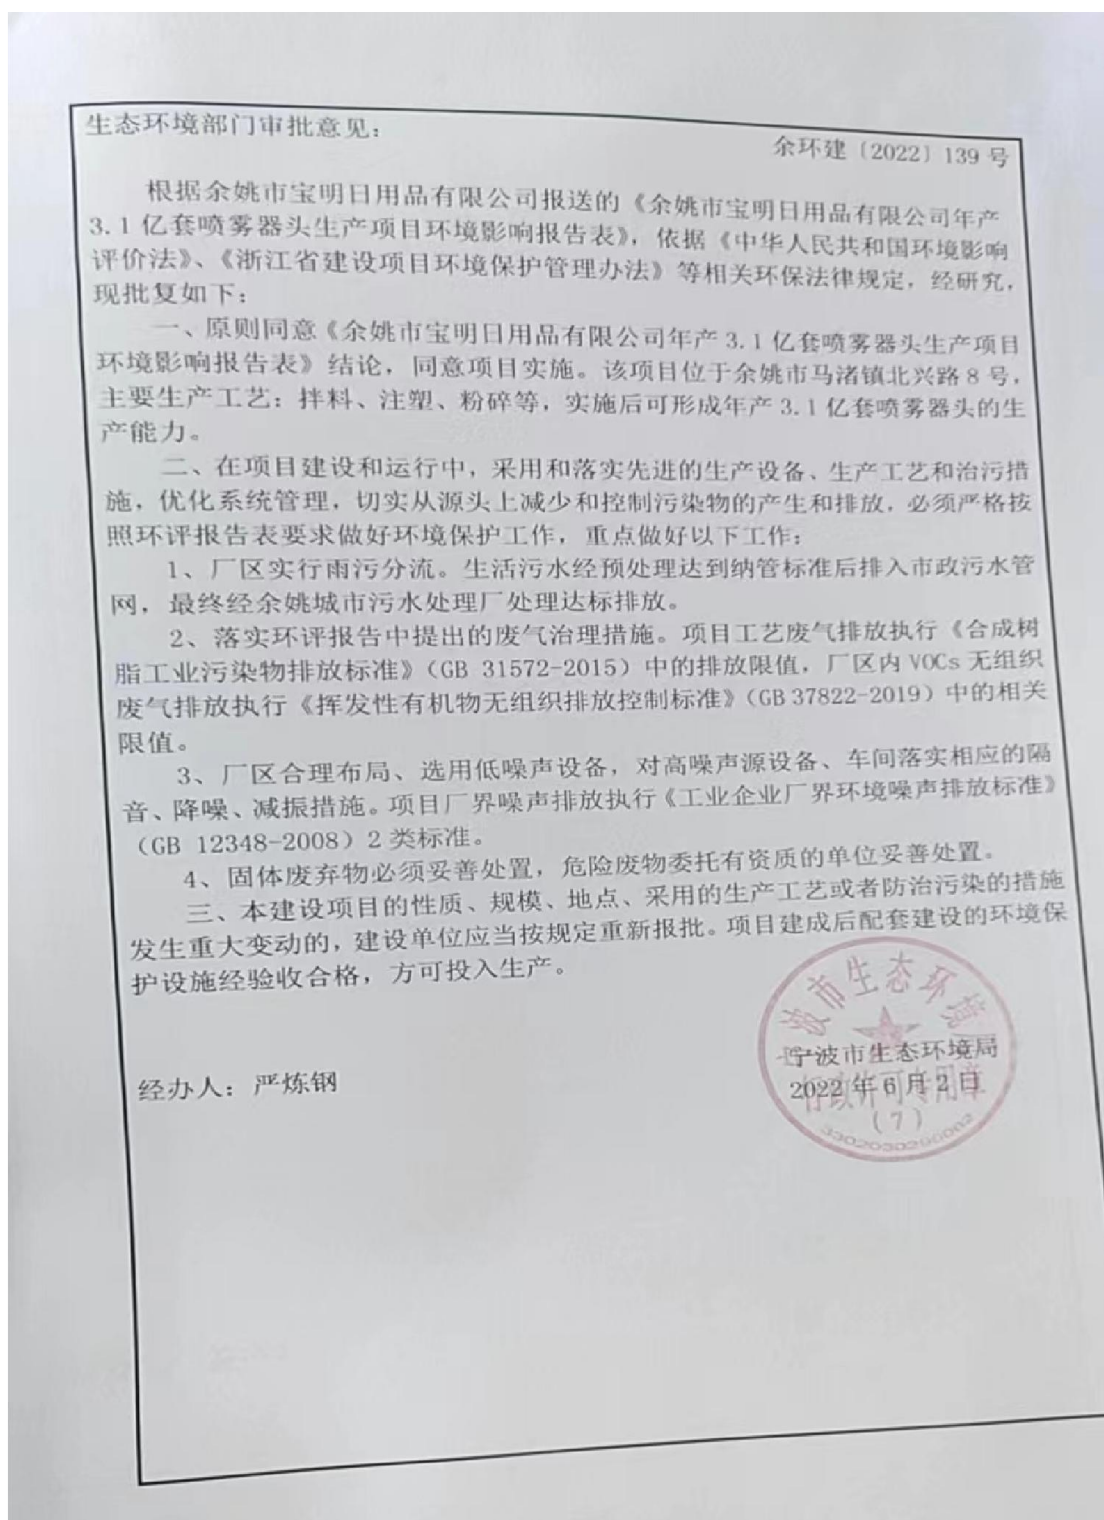 生态环境部门审批意见：
余环建〔2022〕139号
根据余姚市宝明日用品有限公司报送的《余姚市宝明日用品有限公司年产
3.1亿套喷雾器头生产项目环境影响报告表》，依据《中华人民共和国环境影响
评价法》、《浙江省建设项目环境保护管理办法》等相关环保法律规定，经研究，
现批复如下：
一、原则同意《余姚市宝明日用品有限公司年产3.1亿套喷雾器头生产项目
环境影响报告表》结论，同意项目实施。该项目位于余姚市马渚镇北兴路8号，
主要生产工艺：拌料、注塑、粉碎等，实施后可形成年产3.1亿套喷雾器头的生
产能力。
二、在项目建设和运行中，采用和落实先进的生产设备、生产工艺和治污措
施，优化系统管理，切实从源头上减少和控制污染物的产生和排放，必须严格按
照环评报告表要求做好环境保护工作，重点做好以下工作：
1、厂区实行雨污分流。生活污水经预处理达到纳管标准后排入市政污水管
网，最终经余姚城市污水处理厂处理达标排放。
2、落实环评报告中提出的废气治理措施。项目工艺废气排放执行《合成树
脂工业污染物排放标准》（GB 31572-2015）中的排放限值，厂区内VOCs无组织
废气排放执行《挥发性有机物无组织排放控制标准》（GB 37822-2019）中的相关
限值。
3、厂区合理布局、选用低噪声设备，对高噪声源设备、车间落实相应的隔
音、降噪、减振措施。项目厂界噪声排放执行《工业企业厂界环境噪声排放标准》
（GB 12348-2008）2类标准。
4、固体废弃物必须妥善处置，危险废物委托有资质的单位妥善处置。
三、本建设项目的性质、规模、地点、采用的生产工艺或者防治污染的措施
发生重大变动的，建设单位应当按规定重新报批。项目建成后配套建设的环境保
护设施经验收合格，方可投入生产。
宁波市生态环境局
经办人：严炼钢
2022年6月2日
宁波市生态环境局
行政许可专用章
（7）